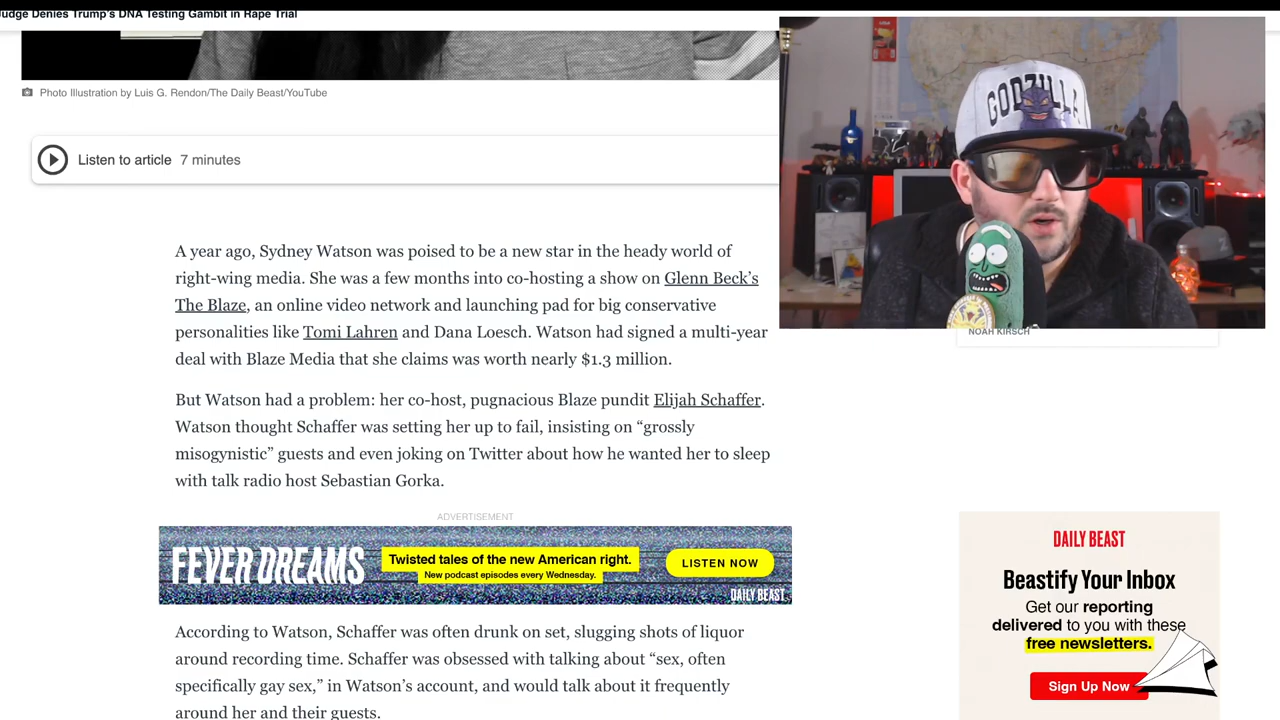 Judge Denies Trump's DNA Testing Gambit in Rape Trial
Photo Illustration by Luis G. Rendon/The Daily Beast/YouTube
Listen to article 7 minutes
GODZILLA
A year ago, Sydney Watson was poised to be a new star in the heady world of
right-wing media. She was a few months into co-hosting a show on Glenn Beck’s
The Blaze, an online video network and launching pad for big conservative
personalities like Tomi Lahren and Dana Loesch. Watson had signed a multi-year
deal with Blaze Media that she claims was worth nearly $1.3 million.
NOAH KIRSCH
But Watson had a problem: her co-host, pugnacious Blaze pundit Elijah Schaffer.
Watson thought Schaffer was setting her up to fail, insisting on “grossly
misogynistic” guests and even joking on Twitter about how he wanted her to sleep
with talk radio host Sebastian Gorka.
ADVERTISEMENT
FEVER DREAMS
Twisted tales of the new American right.
New podcast episodes every Wednesday.
LISTEN NOW
DAILY BEAST
According to Watson, Schaffer was often drunk on set, slugging shots of liquor
around recording time. Schaffer was obsessed with talking about “sex, often
specifically gay sex,” in Watson’s account, and would talk about it frequently
around her and their guests.
DAILY BEAST
Beastify Your Inbox
Get our reporting
delivered to you with these
free newsletters.
Sign Up Now